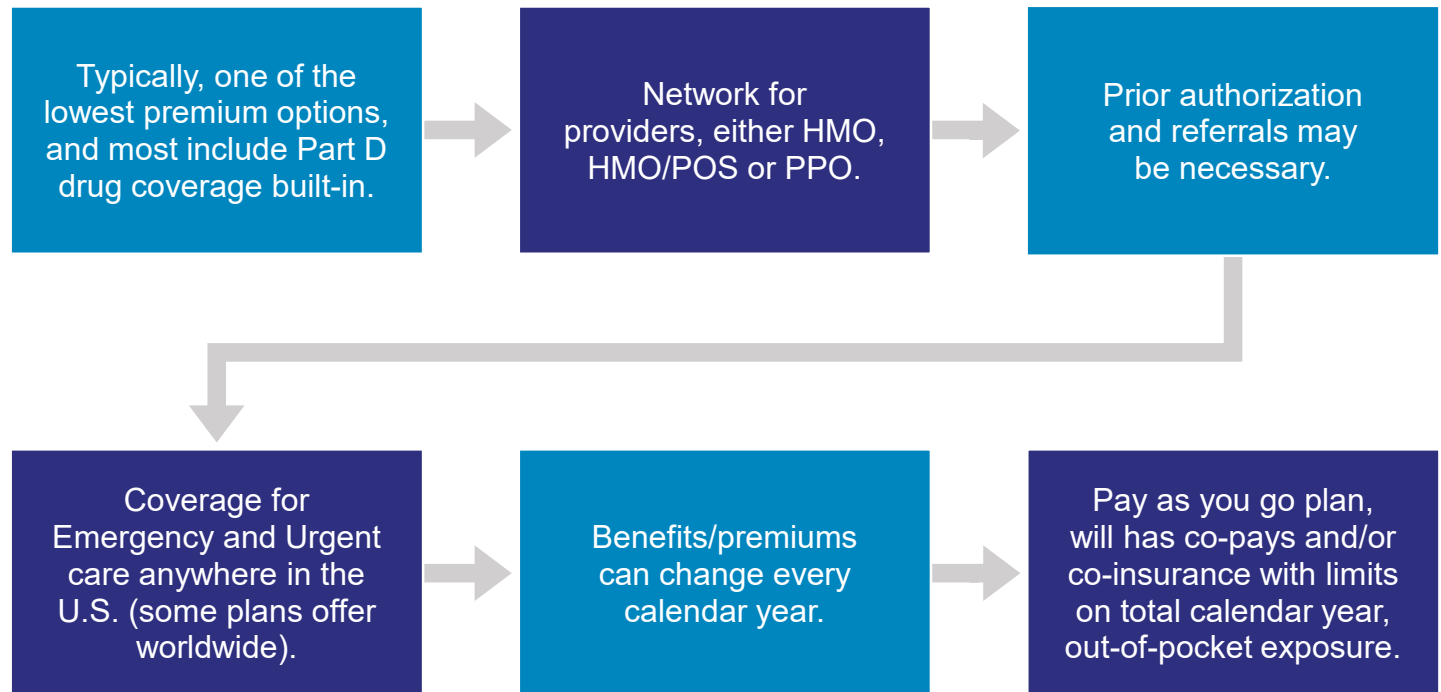 Typically, one of the
lowest premium options,
and most include Part D
drug coverage built-in.
Network for
providers, either HMO,
HMO/POS or PPO.
Prior authorization
and referrals may
be necessary.
Coverage for
Emergency and Urgent
care anywhere in the
U.S. (some plans offer
worldwide).
Benefits/premiums
can change every
calendar year.
Pay as you go plan,
will has co-pays and/or
co-insurance with limits
on total calendar year,
out-of-pocket exposure.